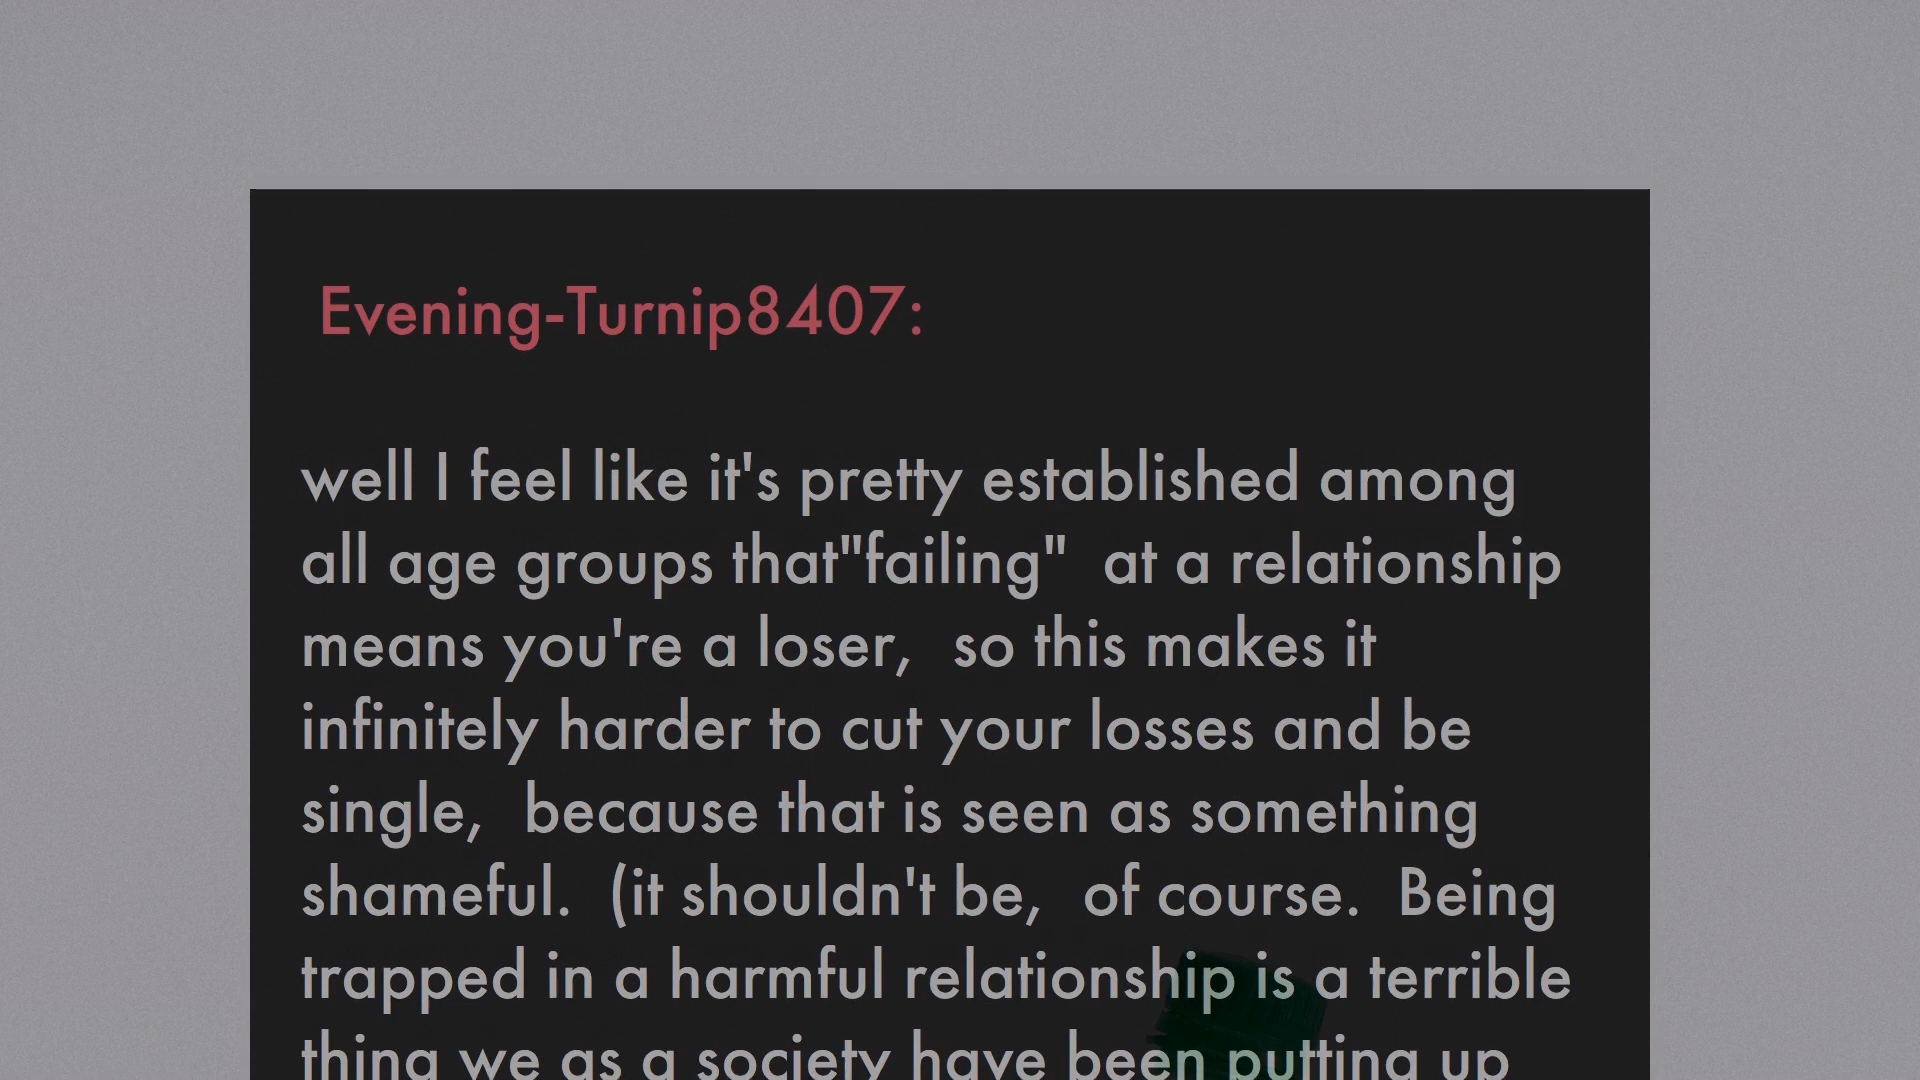 Evening-Turnip8407:
well I feel like it's pretty established among
all age groups that"failing"  at a relationship
means you're a loser,  so this makes it
infinitely harder to cut your losses and be
single,  because that is seen as something
shameful.  (it shouldn't be,  of course.  Being
trapped in a harmful relationship is a terrible
thing we as a society have been putting up